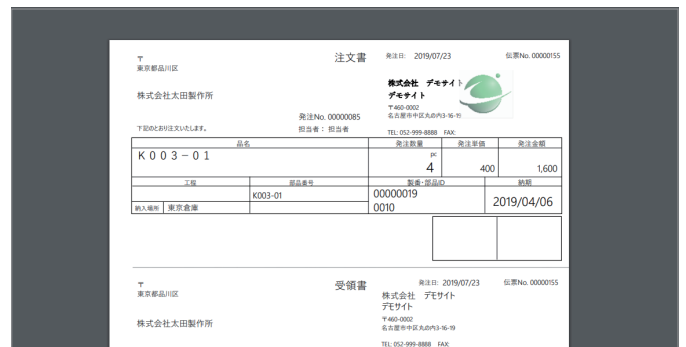 注文書 発注日: 2019/07/23 伝票No. 00000155
〒
東京都品川区
株式会社 デモサイト
デモサイト
株式会社太田製作所
〒460-0002
名古屋市中区丸の内3-16-19
発注No. 00000085
下記のとおり注文いたします。 担当者: 担当者 TEL: 052-999-8888 FAX:
品名 発注数量 発注単価 発注金額
K003-01 pc
4 400 1,600
工程 部品番号 製番・部品ID 納期
K003-01 00000019
2019/04/06
納入場所 東京倉庫 0010
受領書 発注日: 2019/07/23 伝票No. 00000155
〒
東京都品川区
株式会社 デモサイト
デモサイト
株式会社太田製作所
〒460-0002
名古屋市中区丸の内3-16-19
TEL: 052-999-8888 FAX: